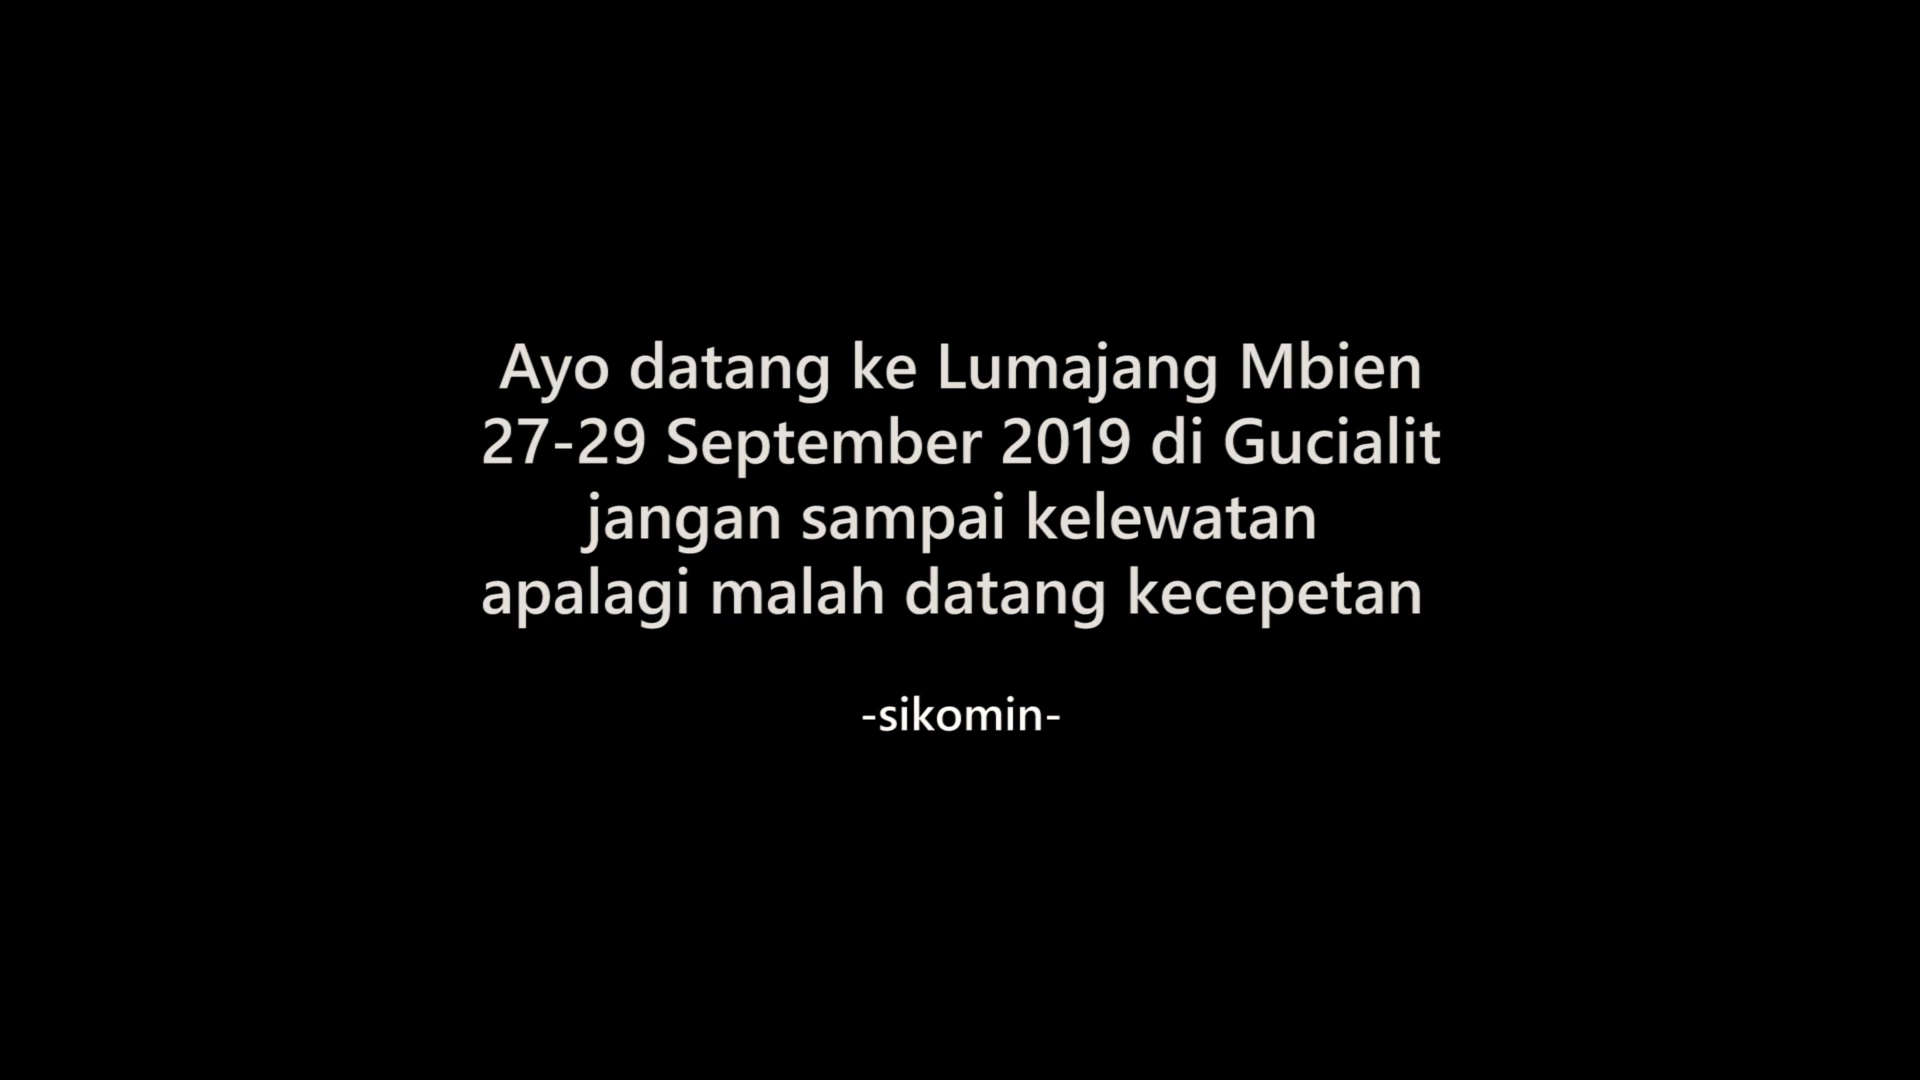 Ayo datang ke Lumajang Mbien
27-29 September 2019 di Gucialit
jangan sampai kelewatan
apalagi malah datang kecepetan
-sikomin-